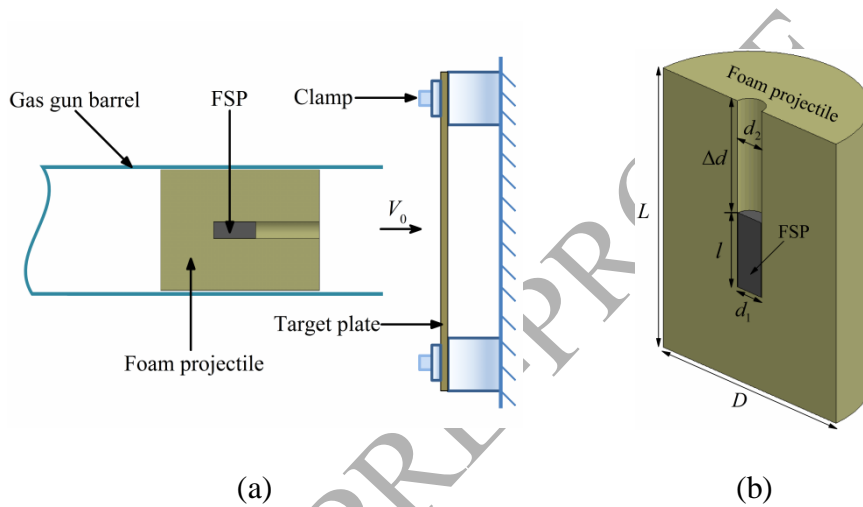 Gas gun barrel
FSP
Clamp
V0
Target plate
Foam projectile
(a)
Foam projectile
d2
Δd
L
l
FSP
d1
D
(b)